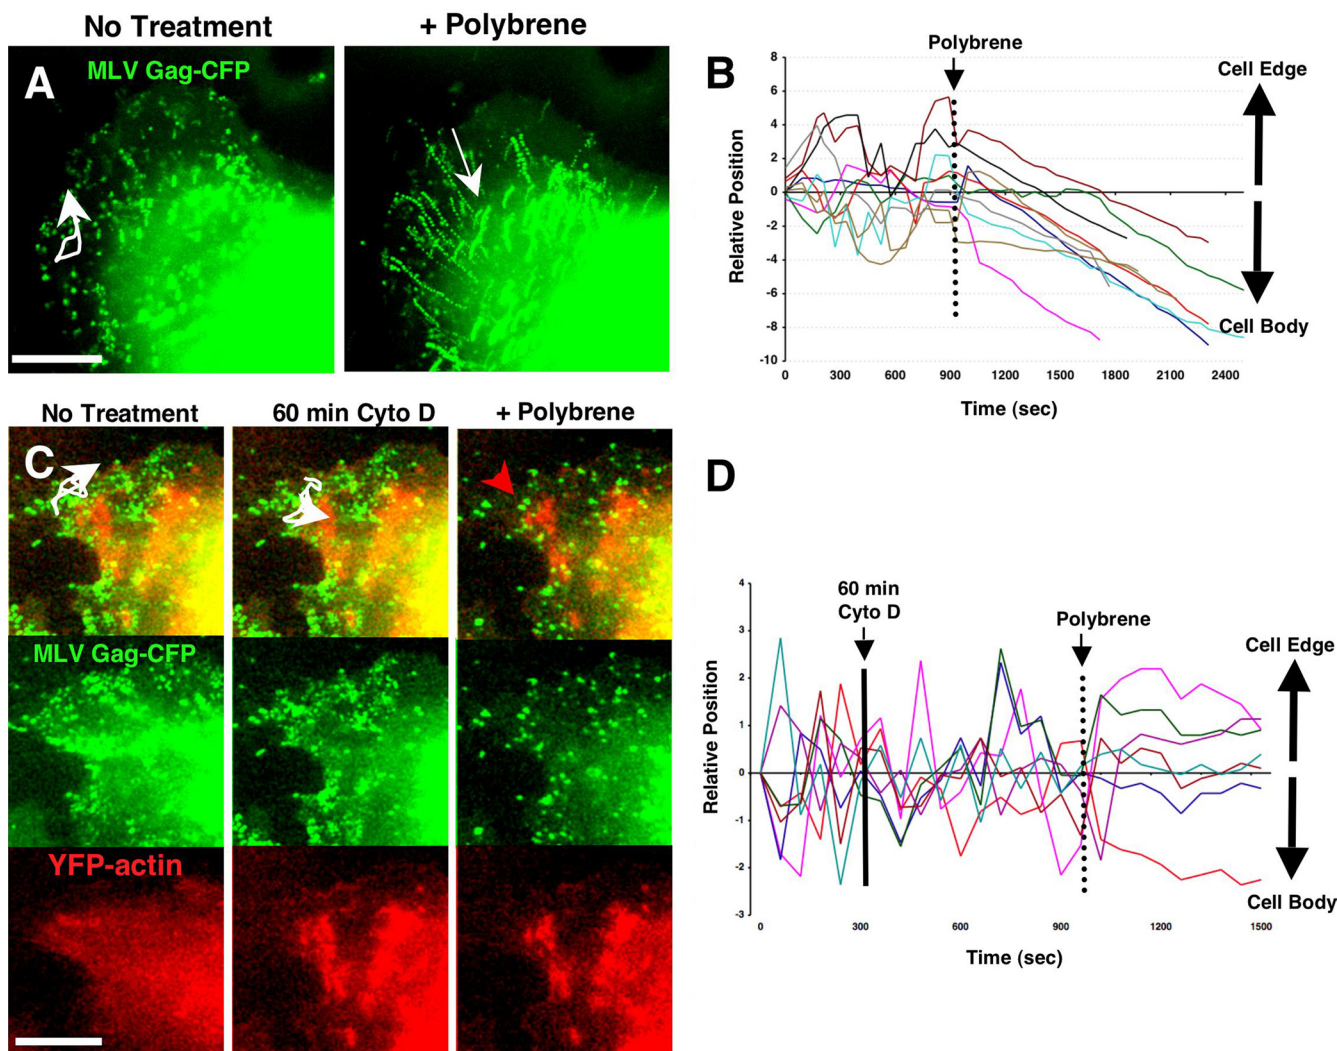 No Treatment
+ Polybrene
A
MLV Gag-CFP
B
Polybrene
Cell Edge
8
6
4
2
0
-2
-4
-6
-8
-10
Relative Position
Cell Body
0 300 600 900 1200 1500 1800 2100 2400
Time (sec)
No Treatment
60 min Cyto D
+ Polybrene
C
MLV Gag-CFP
YFP-actin
D
60 min
Cyto D
Polybrene
Cell Edge
4
3
2
1
0
-1
-2
-3
Relative Position
Cell Body
0 300 600 900 1200 1500
Time (sec)